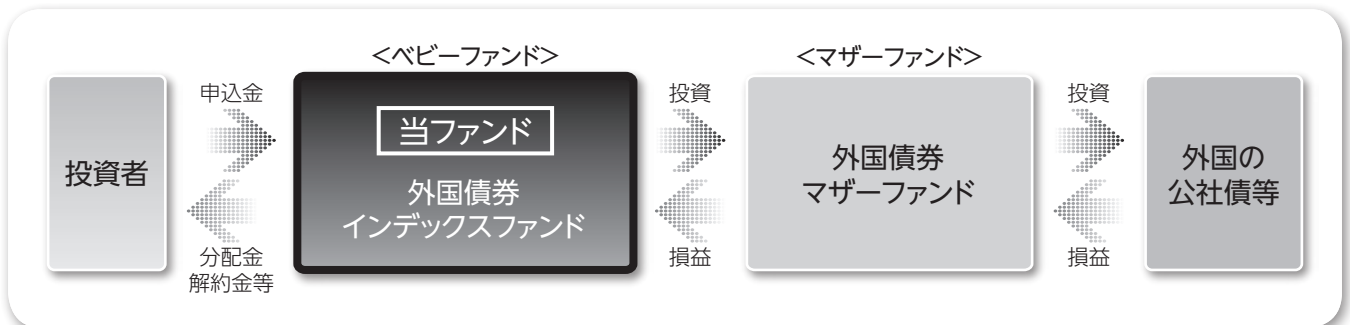 投資者
申込金
分配金
解約金等
＜ベビーファンド＞
当ファンド
外国債券
インデックスファンド
投資
損益
＜マザーファンド＞
外国債券
マザーファンド
投資
損益
外国の
公社債等